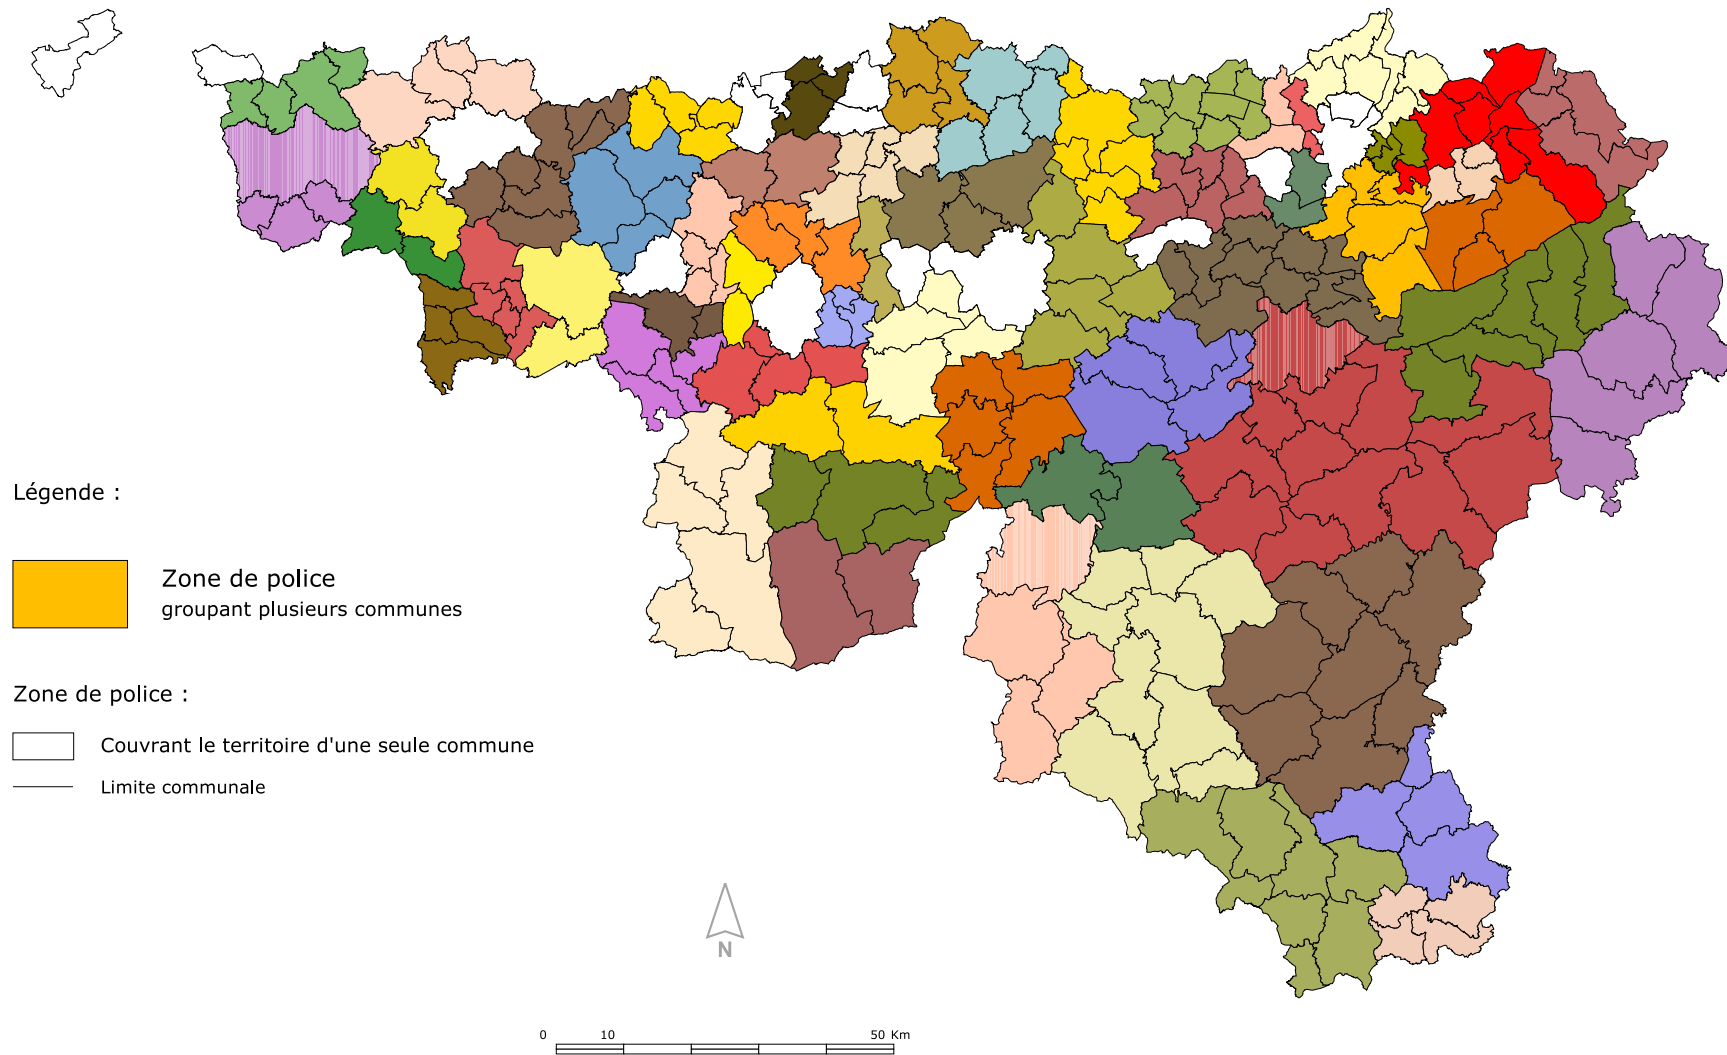 Légende :
Zone de police
groupant plusieurs communes
Zone de police :
Couvrant le territoire d'une seule commune
Limite communale
N
0 10 50 Km